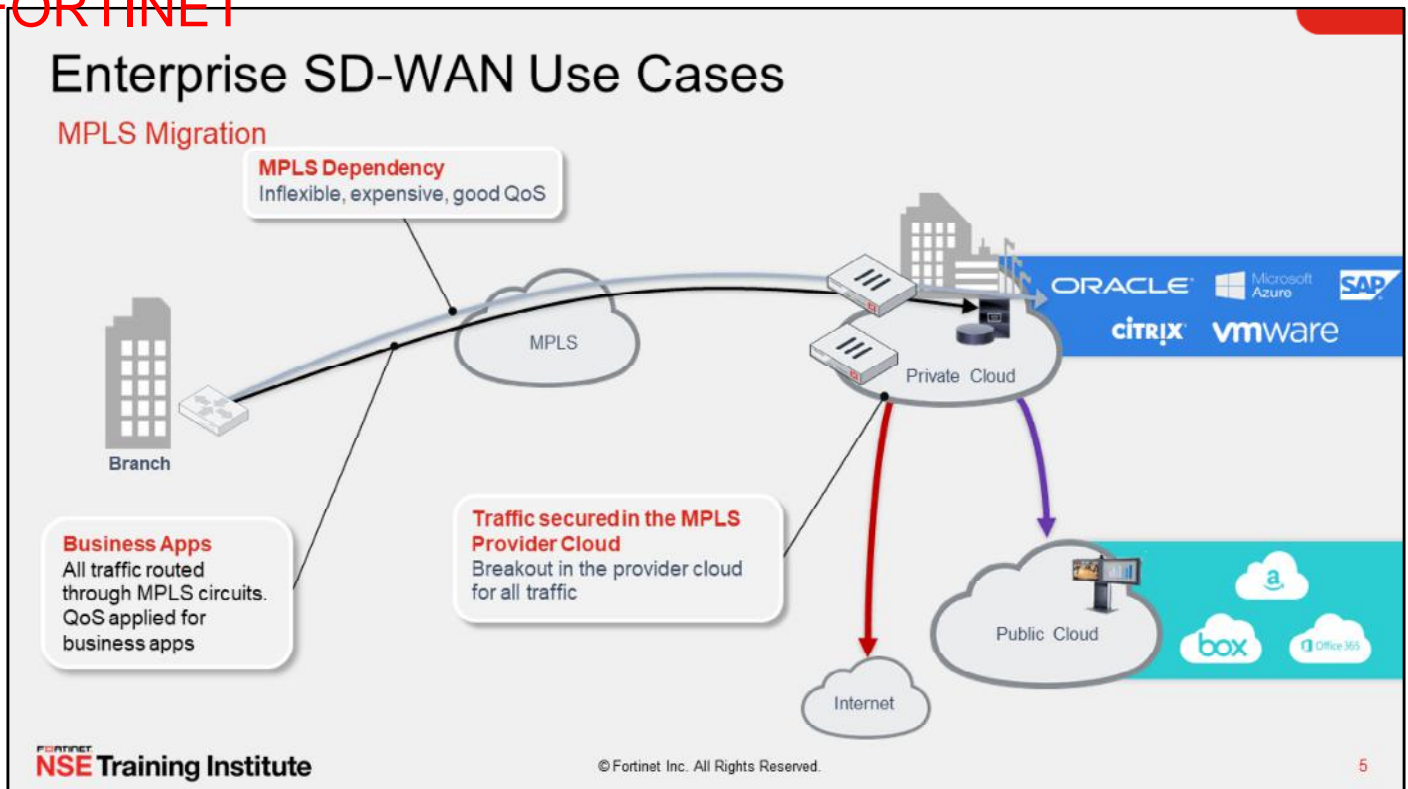 FORTINET
Enterprise SD-WAN Use Cases
MPLS Migration
MPLS Dependency
Inflexible, expensive, good QoS
ORACLE
Microsoft
Azure
SAP
CİTRIX
vmware
MPLS
Private Cloud
Branch
Business Apps
All traffic routed
through MPLS circuits.
QoS applied for
business apps
Traffic secured in the MPLS
Provider Cloud
Breakout in the provider cloud
for all traffic
a
Public Cloud
box
Office 365
Internet
FORTINET
NSE Training Institute
© Fortinet Inc. All Rights Reserved.
5